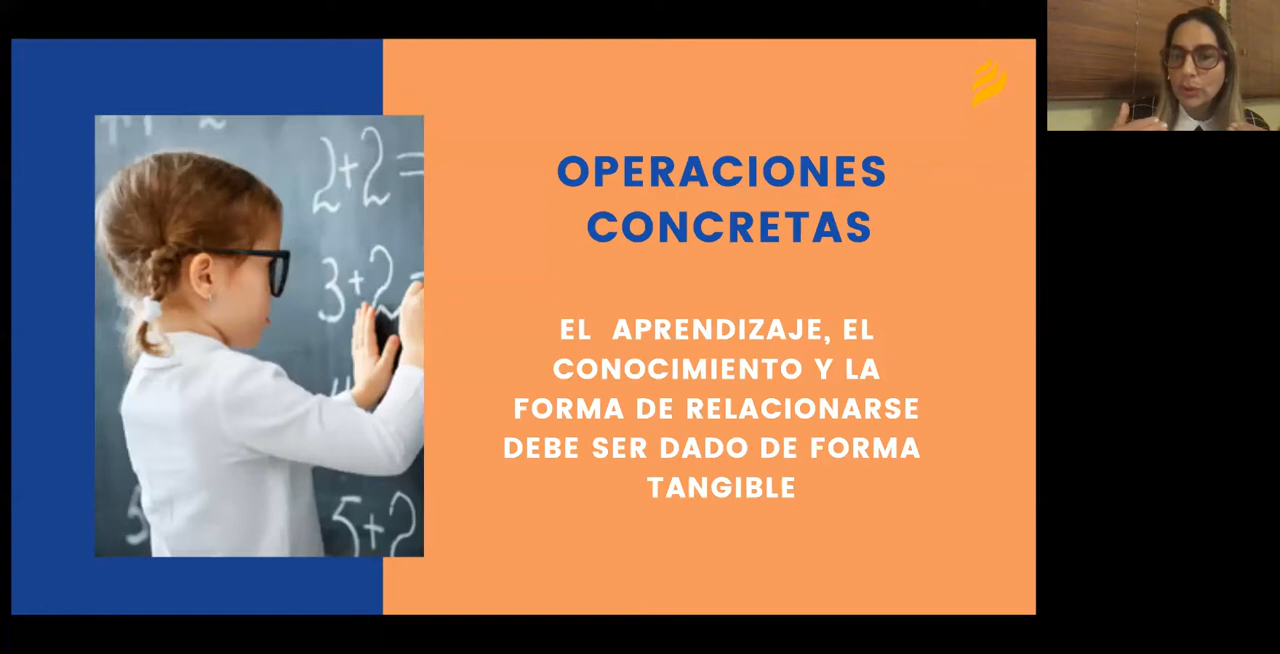 OPERACIONES
CONCRETAS
EL APRENDIZAJE, EL
CONOCIMIENTO Y LA
FORMA DE RELACIONARSE
DEBE SER DADO DE FORMA
TANGIBLE
2+2=
3+2=
5+2